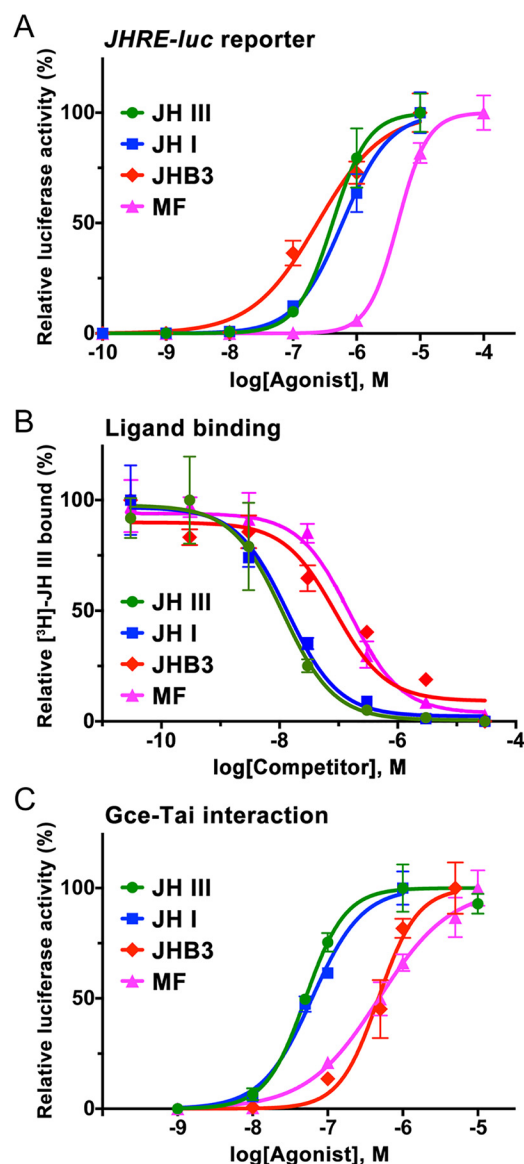 A
JHRE-luc reporter
Relative luciferase activity (%)
100
50
0
JH III
JH I
JHB3
MF
-10 -9 -8 -7 -6 -5 -4
log[Agonist], M
B
Ligand binding
Relative [³H]-JH III bound (%)
100
50
0
JH III
JH I
JHB3
MF
-10 -8 -6 -4
log[Competitor], M
C
Gce-Tai interaction
Relative luciferase activity (%)
100
50
0
JH III
JH I
JHB3
MF
-9 -8 -7 -6 -5
log[Agonist], M